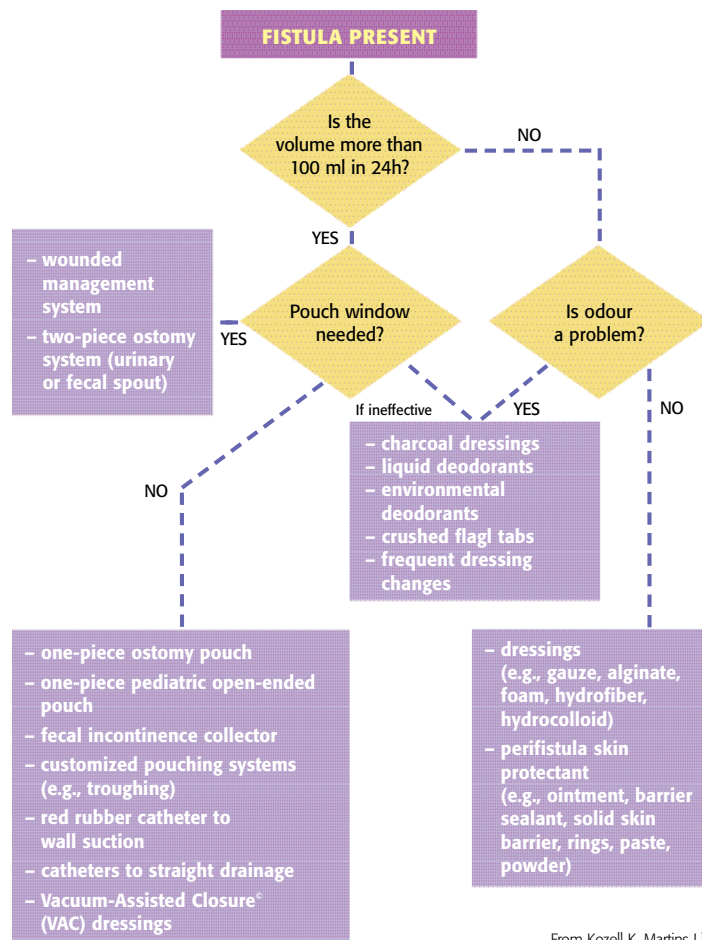 FISTULA PRESENT
Is the
volume more than
100 ml in 24h?
NO
YES
– wounded
management
system
– two-piece ostomy
system (urinary
or fecal spout)
YES
Pouch window
needed?
Is odour
a problem?
If ineffective
YES
NO
– charcoal dressings
– liquid deodorants
– environmental
deodorants
– crushed flagl tabs
– frequent dressing
changes
NO
– one-piece ostomy pouch
– one-piece pediatric open-ended
pouch
– fecal incontinence collector
– customized pouching systems
(e.g., troughing)
– red rubber catheter to
wall suction
– catheters to straight drainage
– Vacuum-Assisted Closure©
(VAC) dressings
– dressings
(e.g., gauze, alginate,
foam, hydrofiber,
hydrocolloid)
– perifistula skin
protectant
(e.g., ointment, barrier
sealant, solid skin
barrier, rings, paste,
powder)
From Kozell K, Martins L